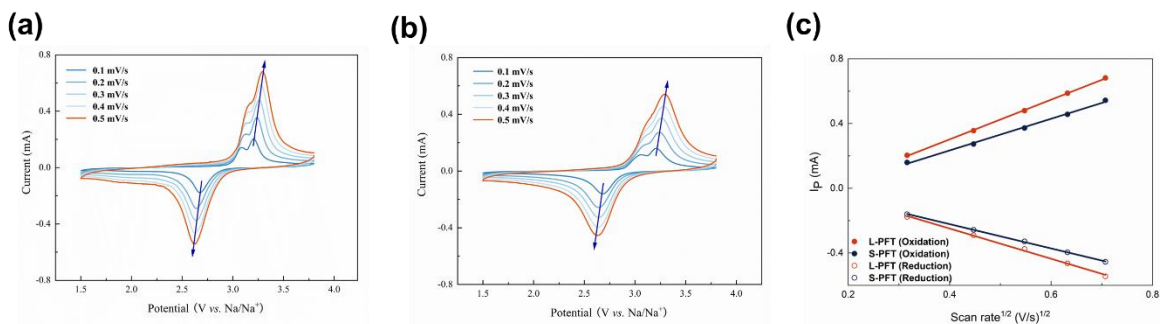 (a)
0.8
0.4
0.0
-0.4
-0.8
Current (mA)
0.1 mV/s
0.2 mV/s
0.3 mV/s
0.4 mV/s
0.5 mV/s
1.5 2.0 2.5 3.0 3.5 4.0
Potential (V vs. Na/Na⁺)
(b)
0.8
0.4
0.0
-0.4
-0.8
Current (mA)
0.1 mV/s
0.2 mV/s
0.3 mV/s
0.4 mV/s
0.5 mV/s
1.5 2.0 2.5 3.0 3.5 4.0
Potential (V vs. Na/Na⁺)
(c)
0.8
0.4
0.0
-0.4
Ip (mA)
L-PFT (Oxidation)
S-PFT (Oxidation)
L-PFT (Reduction)
S-PFT (Reduction)
0.2 0.4 0.6 0.8
Scan rate¹ᐟ² (V/s)¹ᐟ²